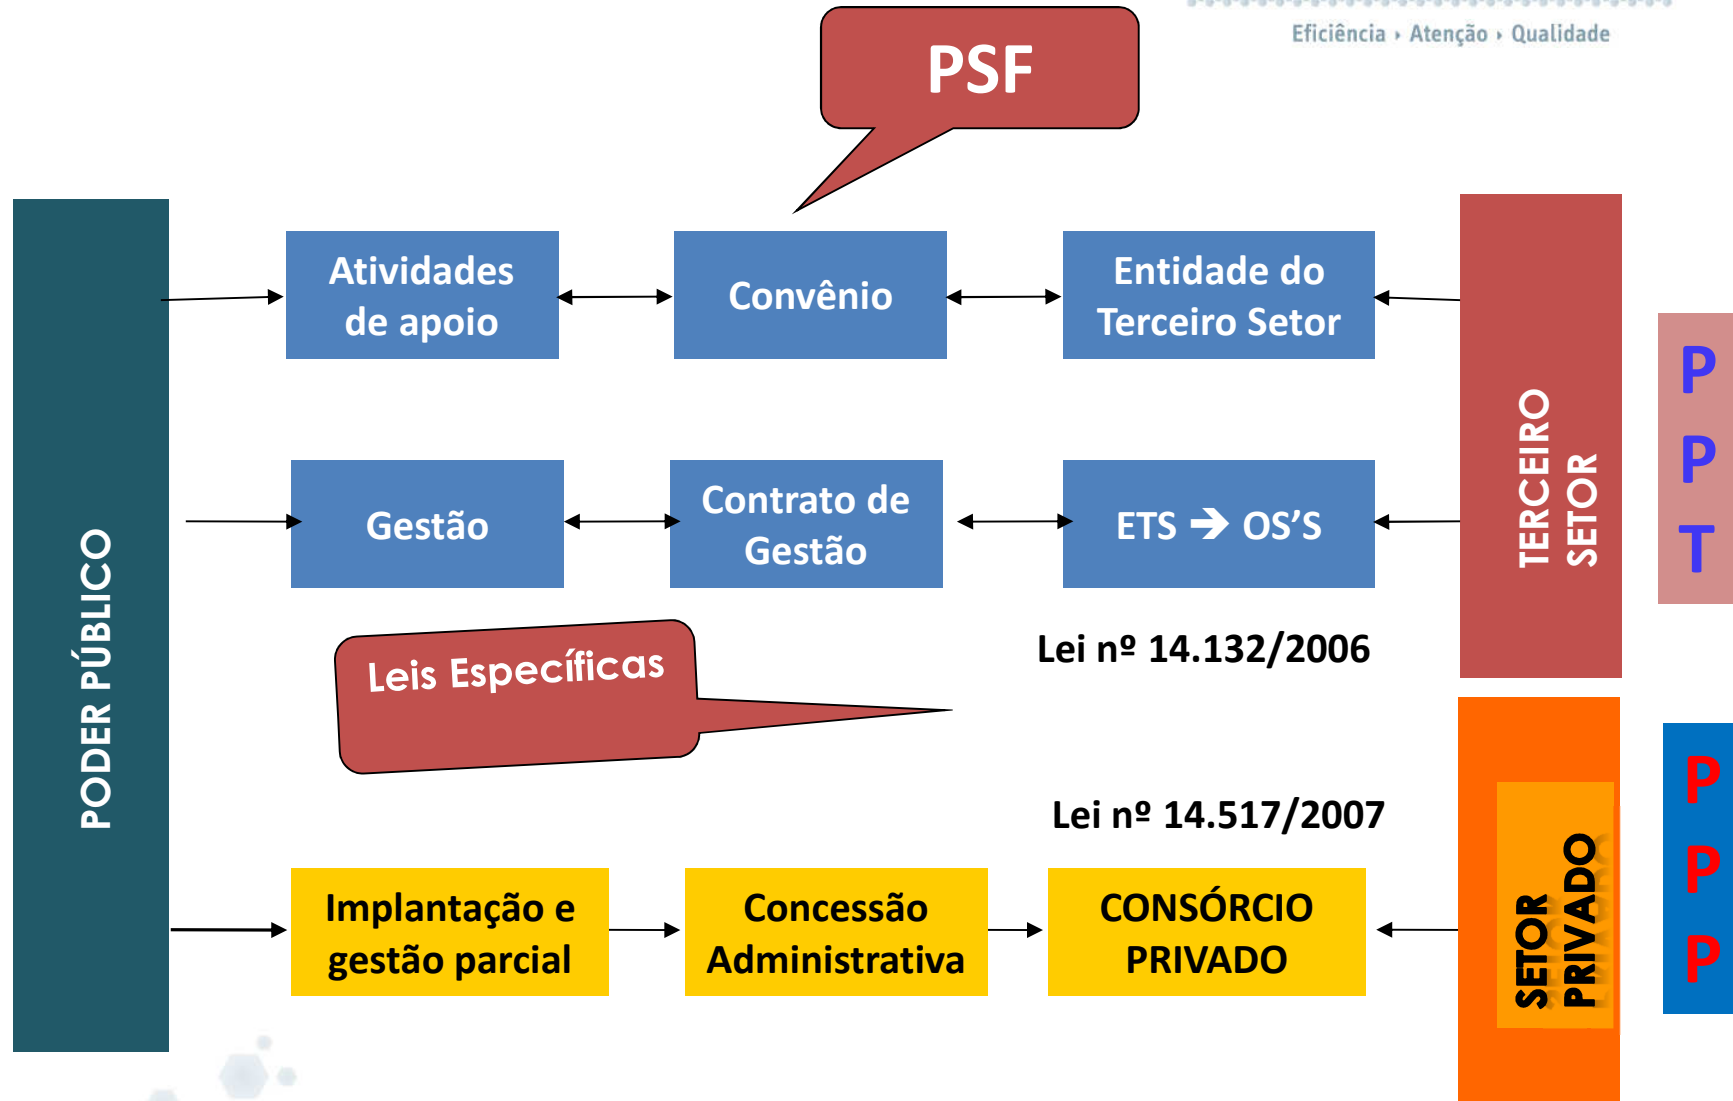 Eficiência › Atenção › Qualidade
PSF
Atividades
de apoio
Convênio
Entidade do
Terceiro Setor
Gestão
Contrato de
Gestão
ETS ➔ OS'S
PODER PÚBLICO
TERCEIRO
SETOR
P
P
T
Leis Específicas
Lei nº 14.132/2006
Lei nº 14.517/2007
Implantação e
gestão parcial
Concessão
Administrativa
CONSÓRCIO
PRIVADO
SETOR
PRIVADO
P
P
P